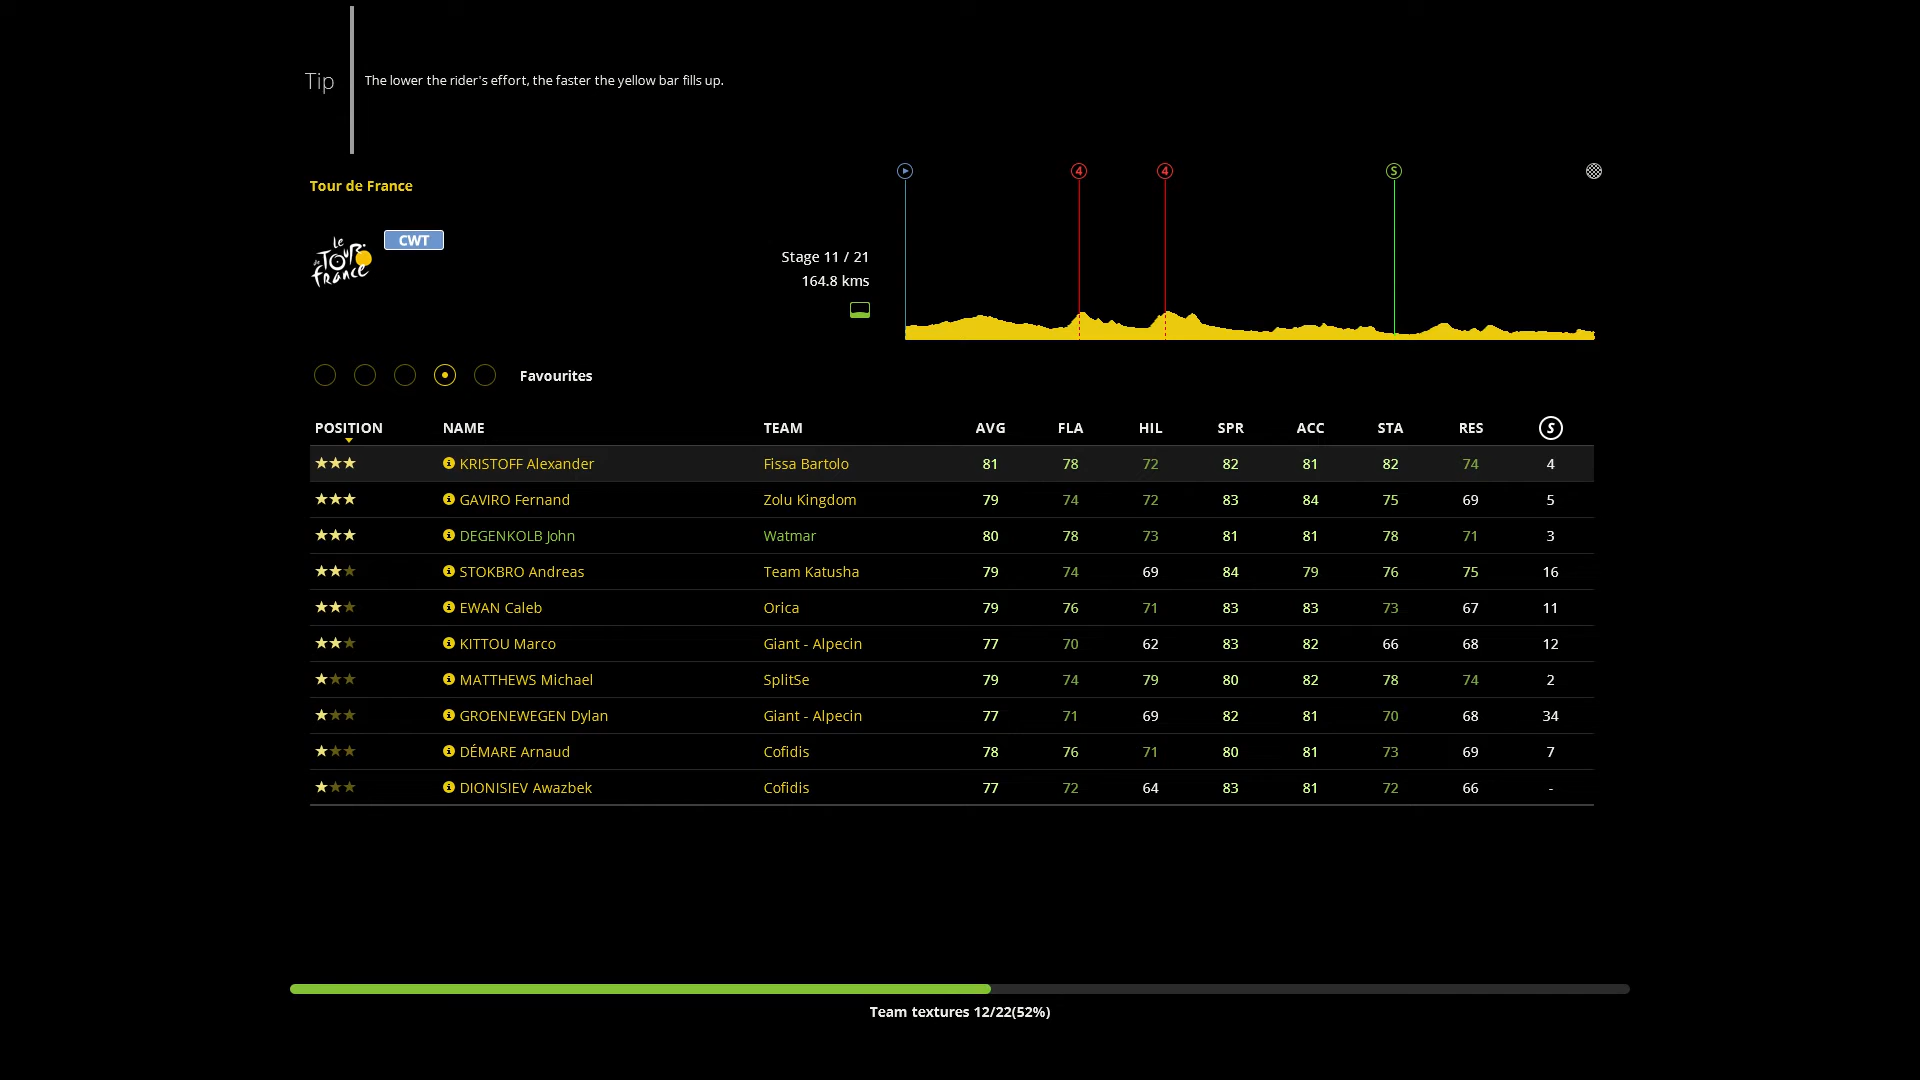 Tip
The lower the rider's effort, the faster the yellow bar fills up.
Tour de France
le Tour de france
CWT
Stage 11 / 21
164.8 kms
4 4 S
Favourites
POSITION NAME TEAM AVG FLA HIL SPR ACC STA RES S
KRISTOFF Alexander Fissa Bartolo 81 78 72 82 81 82 74 4
GAVIRO Fernand Zolu Kingdom 79 74 72 83 84 75 69 5
DEGENKOLB John Watmar 80 78 73 81 81 78 71 3
STOKBRO Andreas Team Katusha 79 74 69 84 79 76 75 16
EWAN Caleb Orica 79 76 71 83 83 73 67 11
KITTOU Marco Giant - Alpecin 77 70 62 83 82 66 68 12
MATTHEWS Michael SplitSe 79 74 79 80 82 78 74 2
GROENEWEGEN Dylan Giant - Alpecin 77 71 69 82 81 70 68 34
DÉMARE Arnaud Cofidis 78 76 71 80 81 73 69 7
DIONISIEV Awazbek Cofidis 77 72 64 83 81 72 66 -
Team textures 12/22(52%)